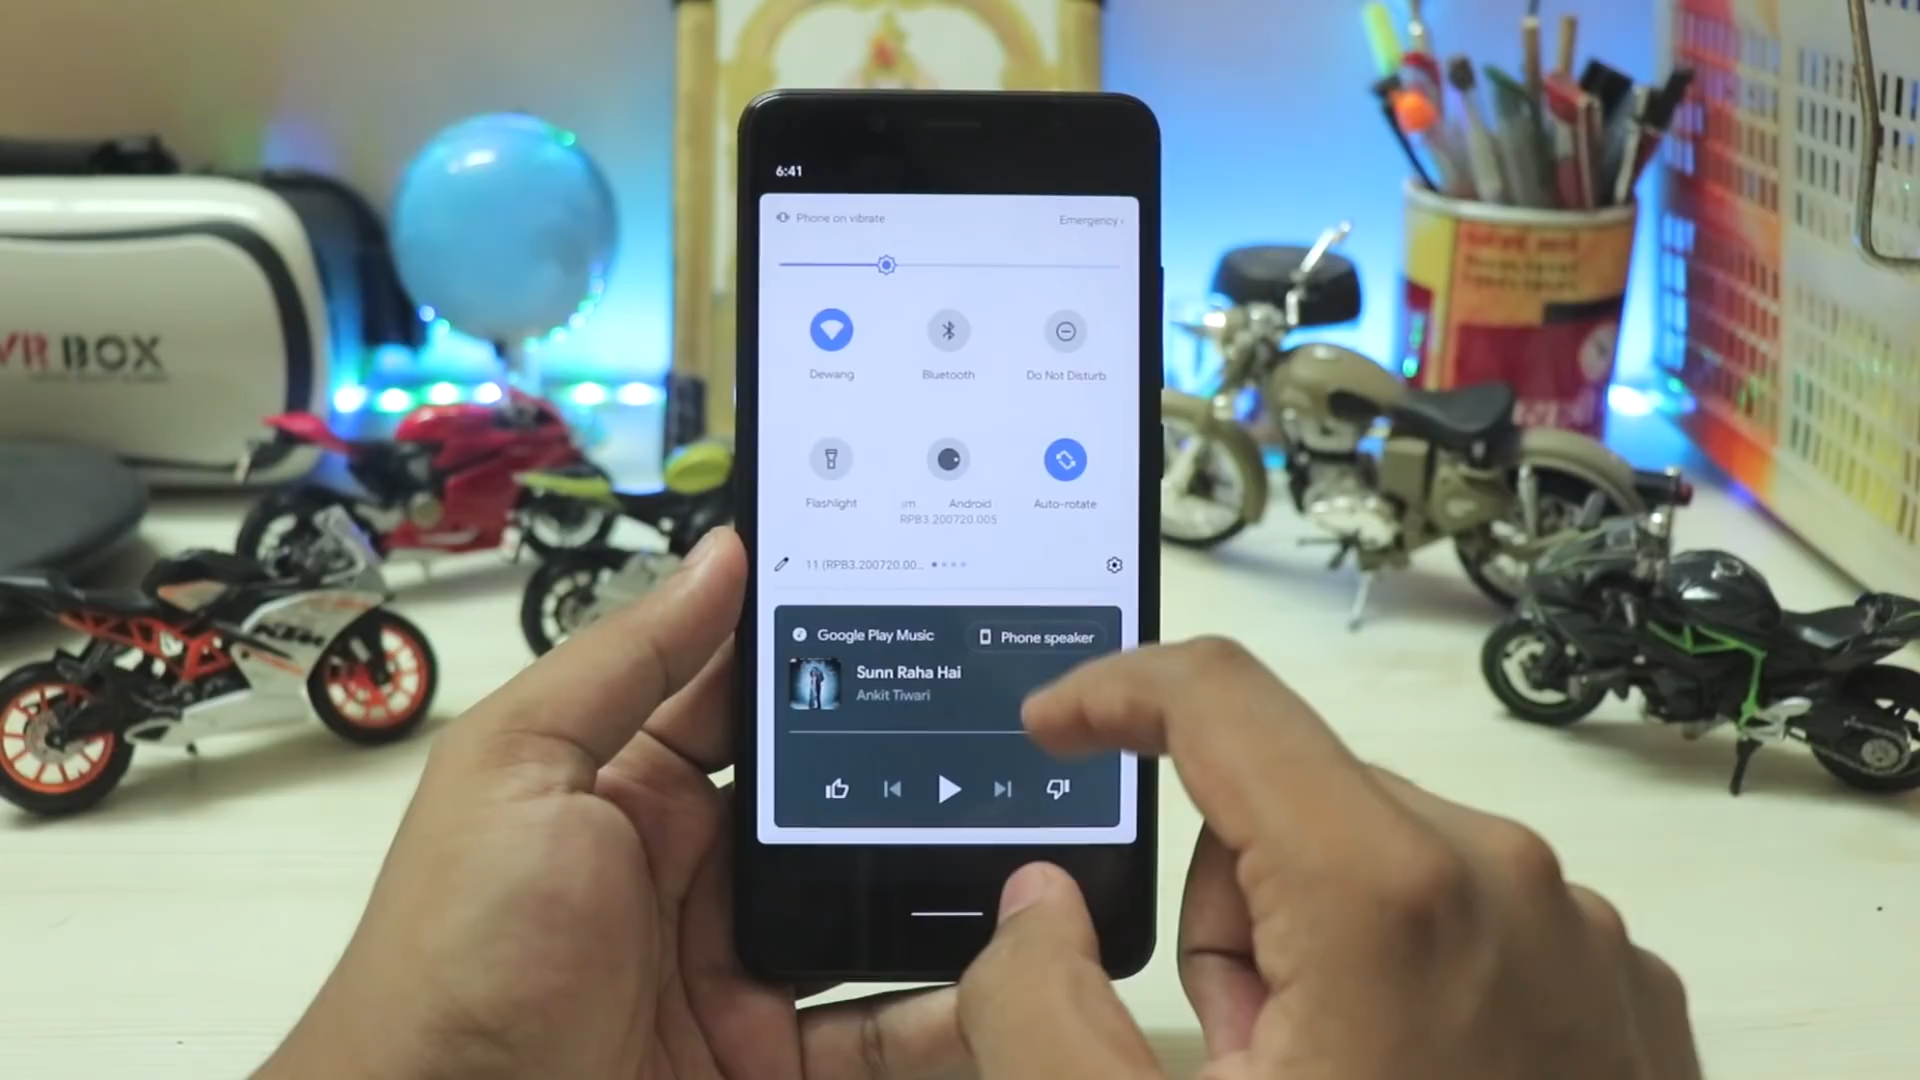 6:41
Phone on vibrate
Emergency
VR BOX
Dewang
Bluetooth
Do Not Disturb
Flashlight
Android
Auto-rotate
RPB3.200720.005
11 (RPB3.200720.00...
KTM
Google Play Music
Phone speaker
Sunn Raha Hai
Ankit Tiwari